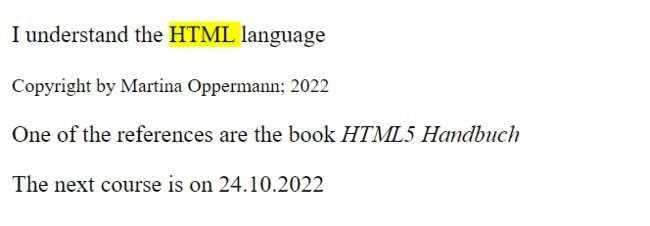 I understand the HTML language
Copyright by Martina Oppermann; 2022
One of the references are the book HTML5 Handbuch
The next course is on 24.10.2022